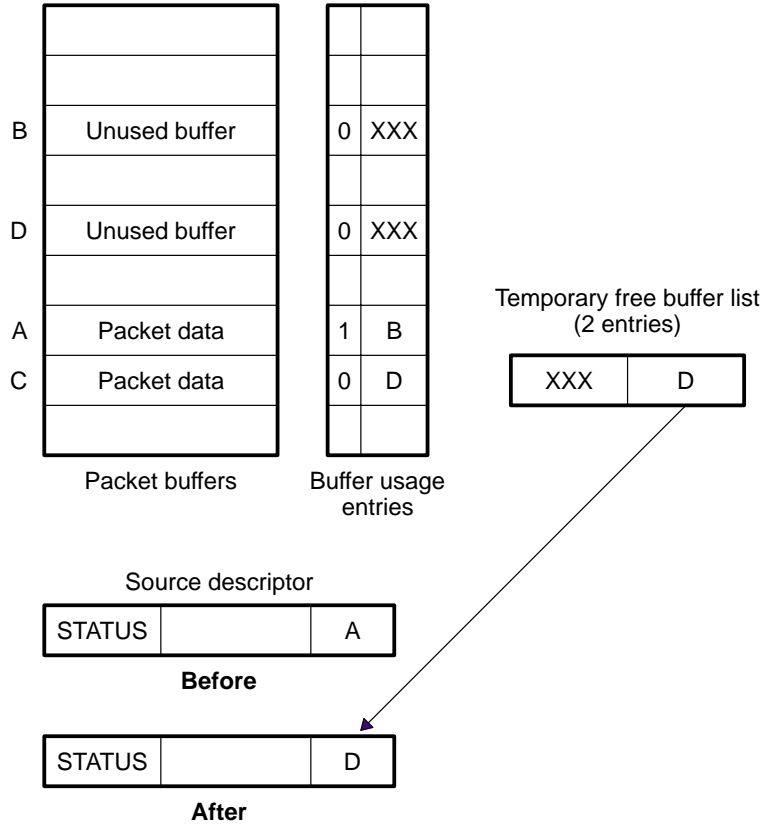 B Unused buffer 0 XXX
D Unused buffer 0 XXX
A Packet data 1 B
C Packet data 0 D
Packet buffers
Buffer usage
entries
Temporary free buffer list
(2 entries)
XXX D
Source descriptor
STATUS A
Before
STATUS D
After